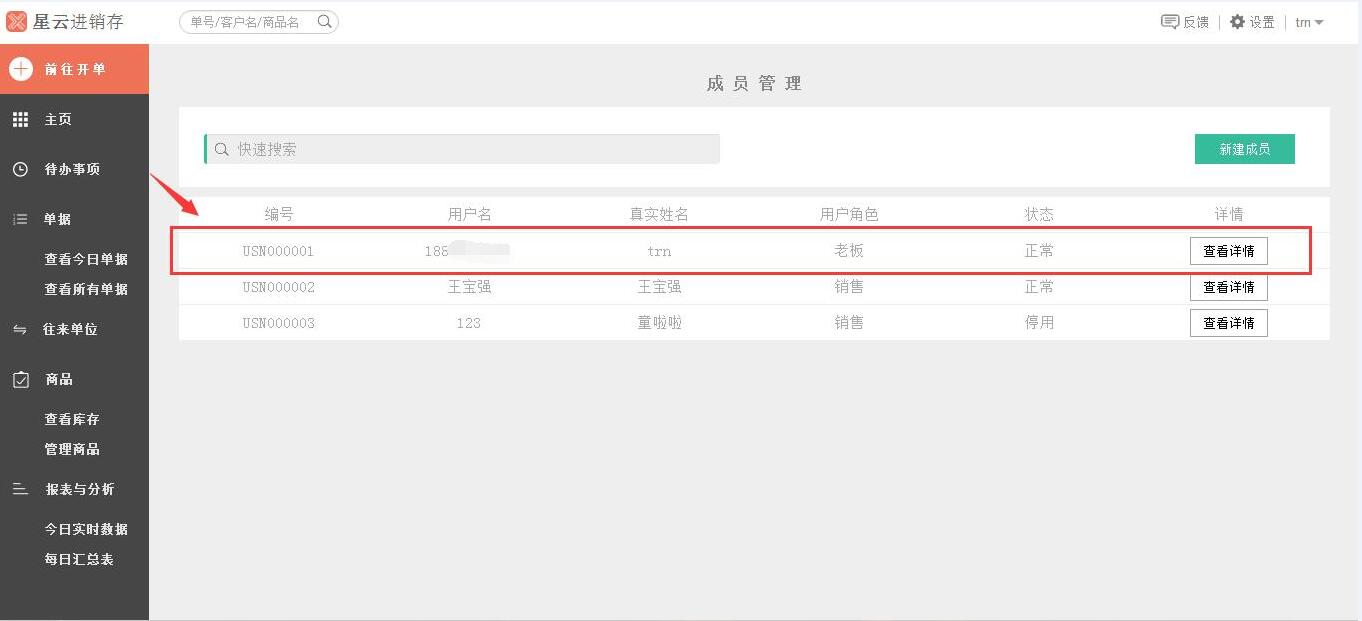 星云进销存 单号/客户名/商品名 反馈 设置 trn
前往开单
主页
待办事项
单据
查看今日单据
查看所有单据
往来单位
商品
查看库存
管理商品
报表与分析
今日实时数据
每日汇总表
成员管理
快速搜索 新建成员
编号 用户名 真实姓名 用户角色 状态 详情
USN000001 188 trn 老板 正常 查看详情
USN000002 王宝强 王宝强 销售 正常 查看详情
USN000003 123 童啦啦 销售 停用 查看详情